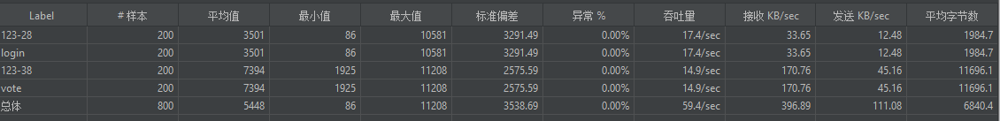 Label # 样本 平均值 最小值 最大值 标准偏差 异常 % 吞吐量 接收 KB/sec 发送 KB/sec 平均字节数
123-28 200 3501 86 10581 3291.49 0.00% 17.4/sec 33.65 12.48 1984.7
login 200 3501 86 10581 3291.49 0.00% 17.4/sec 33.65 12.48 1984.7
123-38 200 7394 1925 11208 2575.59 0.00% 14.9/sec 170.76 45.16 11696.1
vote 200 7394 1925 11208 2575.59 0.00% 14.9/sec 170.76 45.16 11696.1
总体 800 5448 86 11208 3538.69 0.00% 59.4/sec 396.89 111.08 6840.4